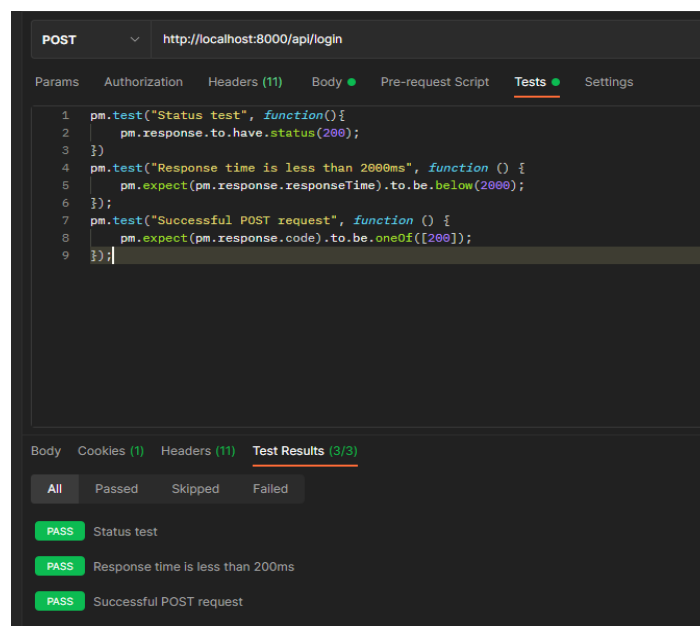 POST http://localhost:8000/api/login
Params Authorization Headers (11) Body Pre-request Script Tests Settings
1 pm.test("Status test", function(){
2 pm.response.to.have.status(200);
3 })
4 pm.test("Response time is less than 2000ms", function () {
5 pm.expect(pm.response.responseTime).to.be.below(2000);
6 });
7 pm.test("Successful POST request", function () {
8 pm.expect(pm.response.code).to.be.oneOf([200]);
9 });
Body Cookies (1) Headers (11) Test Results (3/3)
All Passed Skipped Failed
PASS Status test
PASS Response time is less than 200ms
PASS Successful POST request